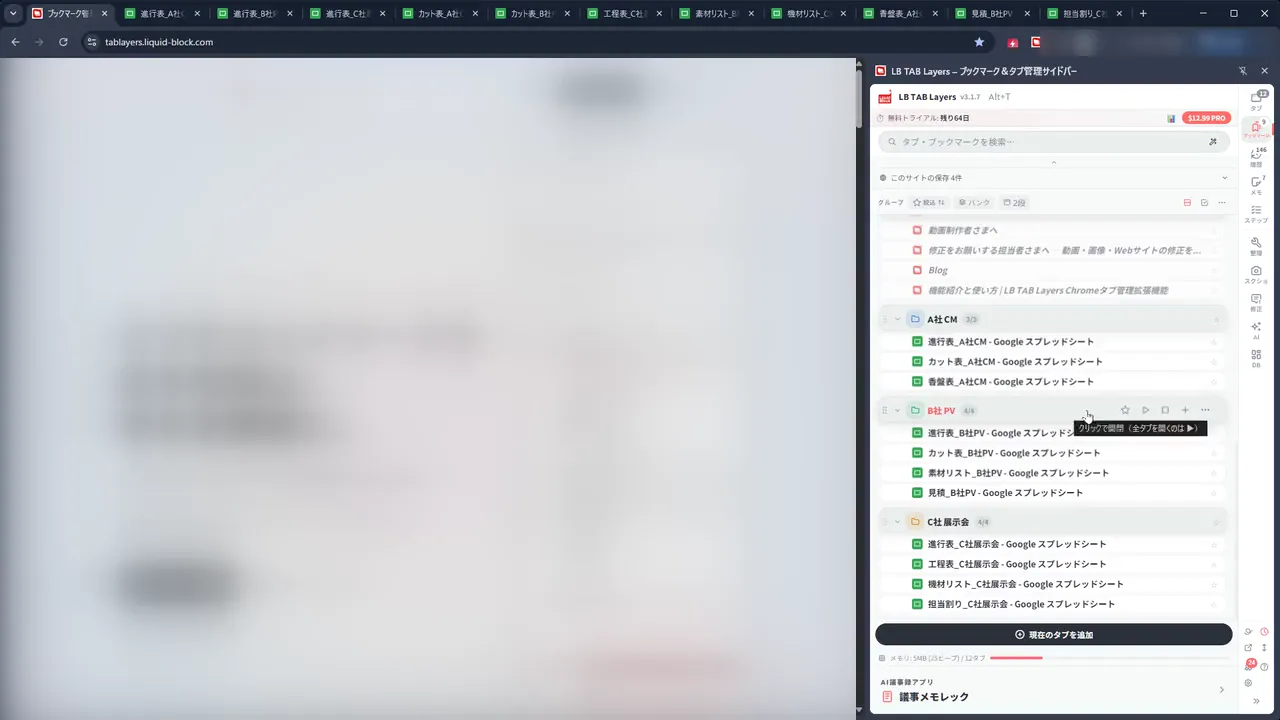 ブックマーク管
進行表_A社
進行表_B社
進行表_C社
カット表_A社
カット表_B社
工程表_C社
素材リスト_B
機材リスト_C
香盤表_A社
見積_B社PV
担当割り_C社
tablayers.liquid-block.com
LB TAB Layers – ブックマーク＆タブ管理サイドバー
LB TAB Layers v3.1.7 Alt+T
無料トライアル: 残り64日
$12.99 PRO
タブ・ブックマークを検索…
このサイトの保存 4件
グループ 絞込 バンク 2段
動画制作者さまへ
修正をお願いする担当者さまへ — 動画・画像・Webサイトの修正を...
Blog
機能紹介と使い方 | LB TAB Layers Chromeタブ管理拡張機能
A社 CM 3/3
進行表_A社CM - Google スプレッドシート
カット表_A社CM - Google スプレッドシート
香盤表_A社CM - Google スプレッドシート
B社 PV 4/4
進行表_B社PV - Google スプレッドシ
クリックで開閉（全タブを開くのは ▶）
カット表_B社PV - Google スプレッドシート
素材リスト_B社PV - Google スプレッドシート
見積_B社PV - Google スプレッドシート
C社 展示会 4/4
進行表_C社展示会 - Google スプレッドシート
工程表_C社展示会 - Google スプレッドシート
機材リスト_C社展示会 - Google スプレッドシート
担当割り_C社展示会 - Google スプレッドシート
現在のタブを追加
メモリ: 5MB (JSヒープ) / 12タブ
AI議事録アプリ
議事メモレック
12
タブ
9
ブックマーク
146
履歴
7
メモ
ステップ
整理
スクショ
修正
AI
DB
24